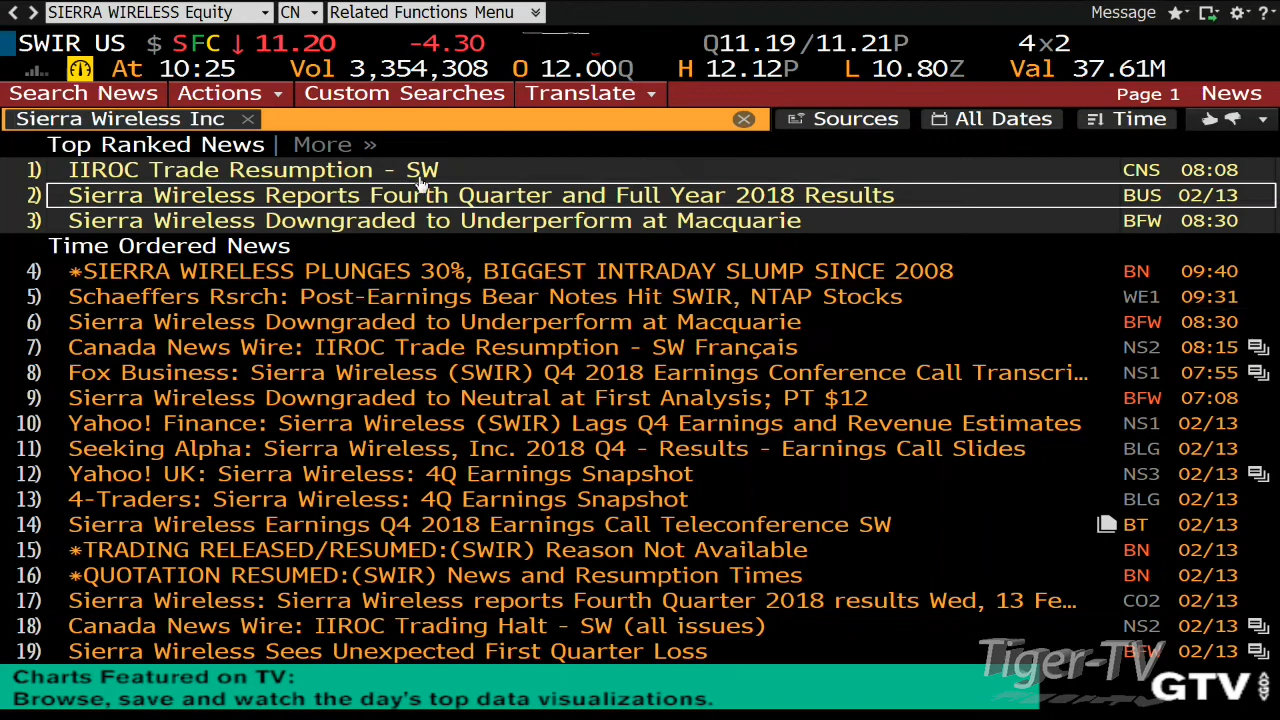 SIERRA WIRELESS Equity CN Related Functions Menu Message
SWIR US $ SFC ↓ 11.20 -4.30 Q11.19/11.21P 4x2
At 10:25 Vol 3,354,308 O 12.00Q H 12.12P L 10.80Z Val 37.61M
Search News Actions Custom Searches Translate Page 1 News
Sierra Wireless Inc × Sources All Dates Time
Top Ranked News | More »
1) IIROC Trade Resumption - SW CNS 08:08
2) Sierra Wireless Reports Fourth Quarter and Full Year 2018 Results BUS 02/13
3) Sierra Wireless Downgraded to Underperform at Macquarie BFW 08:30
Time Ordered News
4) *SIERRA WIRELESS PLUNGES 30%, BIGGEST INTRADAY SLUMP SINCE 2008 BN 09:40
5) Schaeffers Rsrch: Post-Earnings Bear Notes Hit SWIR, NTAP Stocks WE1 09:31
6) Sierra Wireless Downgraded to Underperform at Macquarie BFW 08:30
7) Canada News Wire: IIROC Trade Resumption - SW Français NS2 08:15
8) Fox Business: Sierra Wireless (SWIR) Q4 2018 Earnings Conference Call Transcri... NS1 07:55
9) Sierra Wireless Downgraded to Neutral at First Analysis; PT $12 BFW 07:08
10) Yahoo! Finance: Sierra Wireless (SWIR) Lags Q4 Earnings and Revenue Estimates NS1 02/13
11) Seeking Alpha: Sierra Wireless, Inc. 2018 Q4 - Results - Earnings Call Slides BLG 02/13
12) Yahoo! UK: Sierra Wireless: 4Q Earnings Snapshot NS3 02/13
13) 4-Traders: Sierra Wireless: 4Q Earnings Snapshot BLG 02/13
14) Sierra Wireless Earnings Q4 2018 Earnings Call Teleconference SW BT 02/13
15) *TRADING RELEASED/RESUMED:(SWIR) Reason Not Available BN 02/13
16) *QUOTATION RESUMED:(SWIR) News and Resumption Times BN 02/13
17) Sierra Wireless: Sierra Wireless reports Fourth Quarter 2018 results Wed, 13 Fe... CO2 02/13
18) Canada News Wire: IIROC Trading Halt - SW (all issues) NS2 02/13
19) Sierra Wireless Sees Unexpected First Quarter Loss BFW 02/13
Tiger-TV
Charts Featured on TV:
Browse, save and watch the day's top data visualizations.
GTV